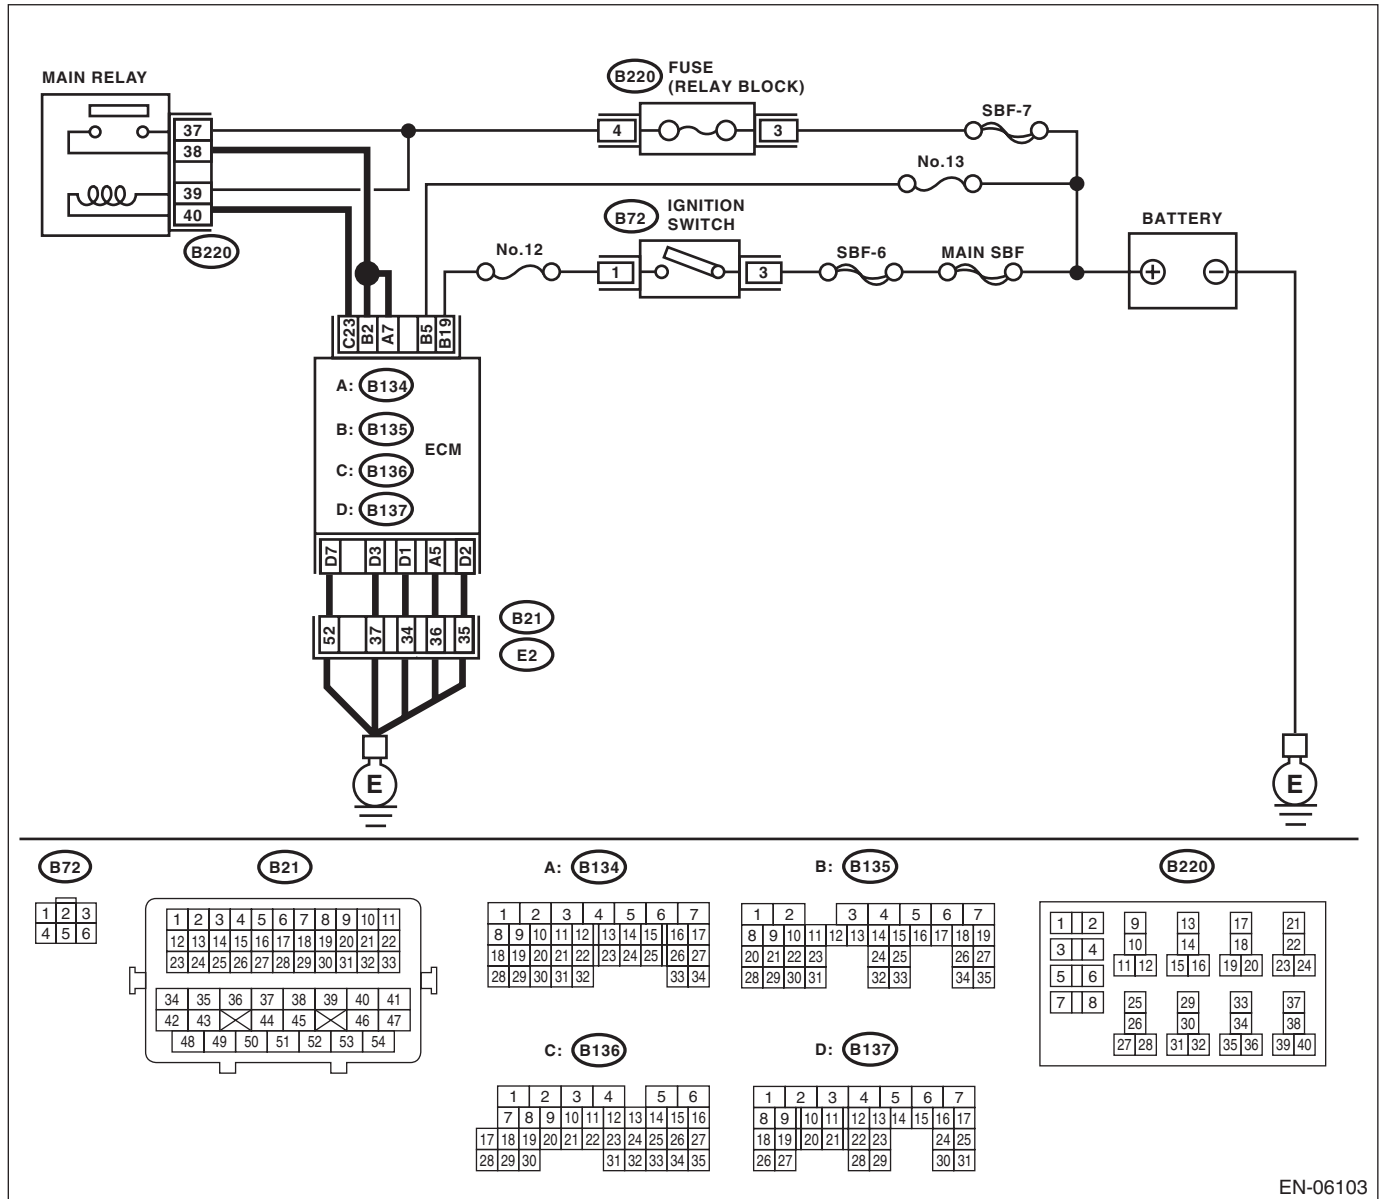 MAIN RELAY
B220
FUSE
(RELAY BLOCK)
SBF-7
37
38
39
40
4
3
No.13
B220
B72
IGNITION
SWITCH
BATTERY
No.12
1
3
SBF-6
MAIN SBF
C23
B2
A7
B5
B19
A: B134
B: B135
ECM
C: B136
D: B137
D7
D3
D1
A5
D2
52
37
34
36
35
B21
E2
E
E
B72
1 2 3
4 5 6
B21
1 2 3 4 5 6 7 8 9 10 11
12 13 14 15 16 17 18 19 20 21 22
23 24 25 26 27 28 29 30 31 32 33
34 35 36 37 38 39 40 41
42 43 44 45 46 47
48 49 50 51 52 53 54
A: B134
1 2 3 4 5 6 7
8 9 10 11 12 13 14 15 16 17
18 19 20 21 22 23 24 25 26 27
28 29 30 31 32 33 34
B: B135
1 2 3 4 5 6 7
8 9 10 11 12 13 14 15 16 17 18 19
20 21 22 23 24 25 26 27
28 29 30 31 32 33 34 35
B220
1 2 9 13 17 21
3 4 10 14 18 22
5 6 11 12 15 16 19 20 23 24
7 8 25 29 33 37
26 30 34 38
27 28 31 32 35 36 39 40
C: B136
1 2 3 4 5 6
7 8 9 10 11 12 13 14 15 16
17 18 19 20 21 22 23 24 25 26 27
28 29 30 31 32 33 34 35
D: B137
1 2 3 4 5 6 7
8 9 10 11 12 13 14 15 16 17
18 19 20 21 22 23 24 25
26 27 28 29 30 31
EN-06103